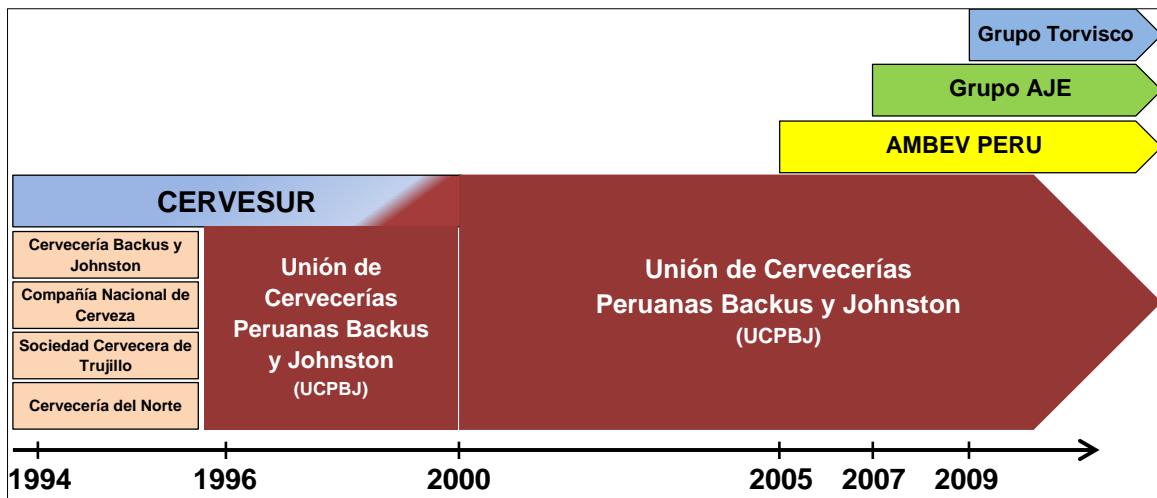 Grupo Torvisco
Grupo AJE
AMBEV PERU
CERVESUR
Cervecería Backus y
Johnston
Compañía Nacional de
Cerveza
Sociedad Cervecera de
Trujillo
Cervecería del Norte
Unión de
Cervecerías
Peruanas Backus
y Johnston
(UCPBJ)
Unión de Cervecerías
Peruanas Backus y Johnston
(UCPBJ)
1994
1996
2000
2005
2007
2009